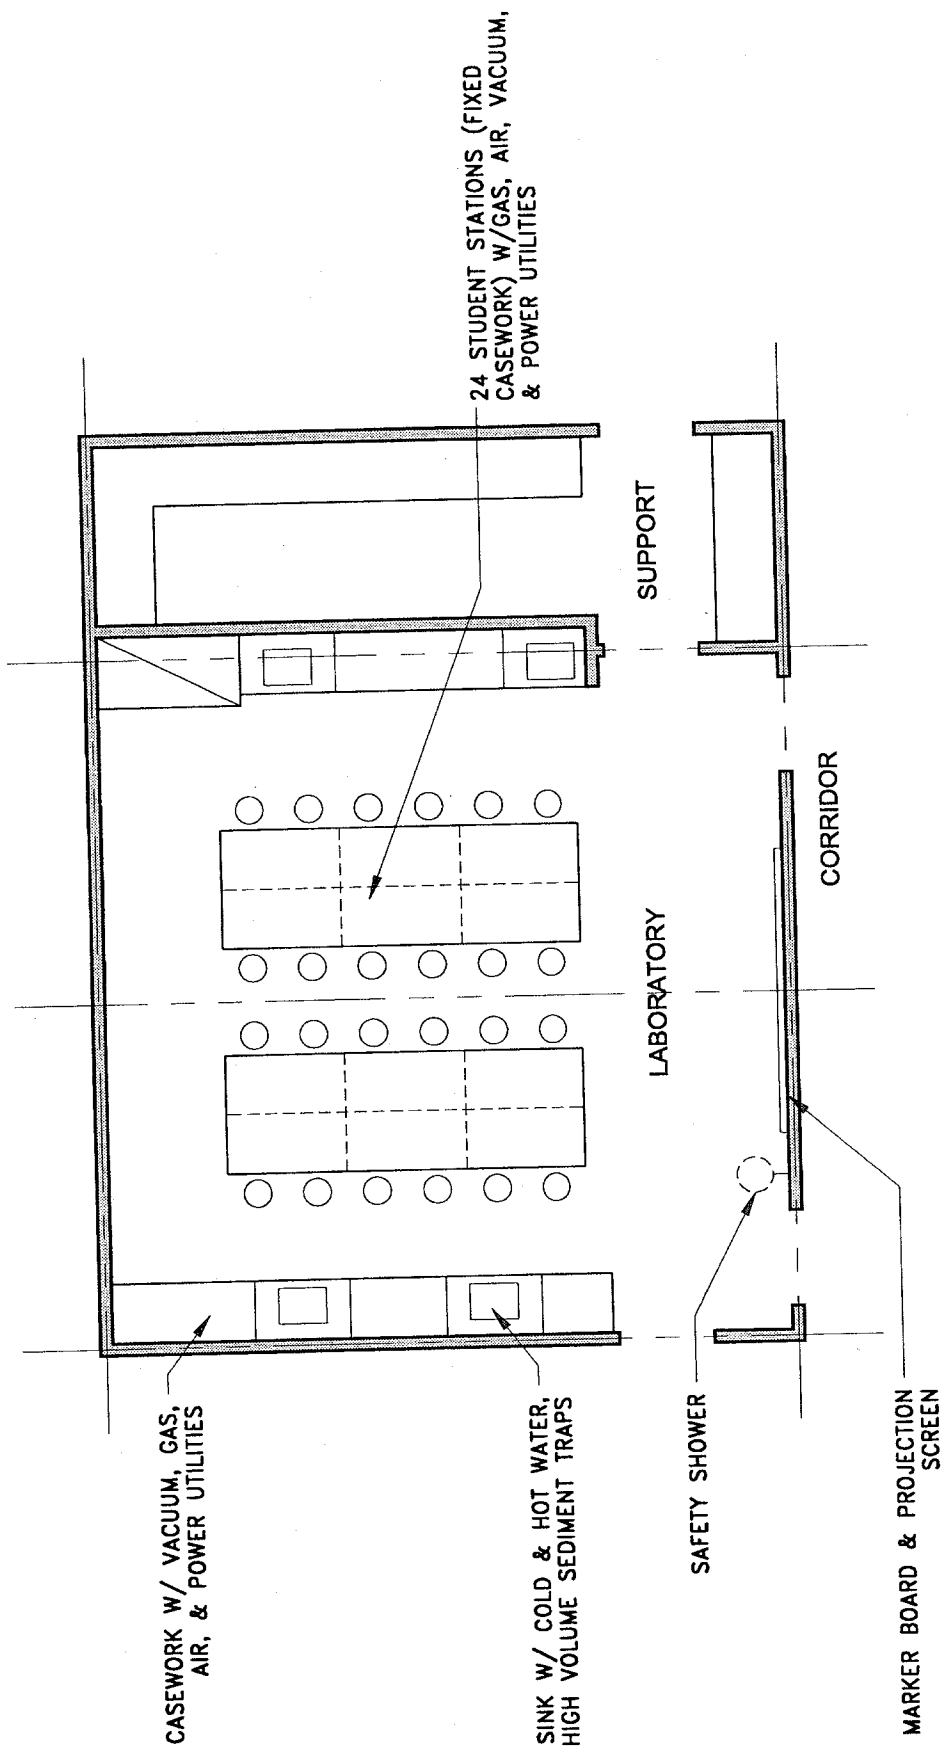 24 STUDENT STATIONS (FIXED
CASEWORK) W/GAS, AIR, VACUUM,
& POWER UTILITIES
SUPPORT
CORRIDOR
LABORATORY
CASEWORK W/ VACUUM, GAS,
AIR, & POWER UTILITIES
SINK W/ COLD & HOT WATER,
HIGH VOLUME SEDIMENT TRAPS
SAFETY SHOWER
MARKER BOARD & PROJECTION
SCREEN